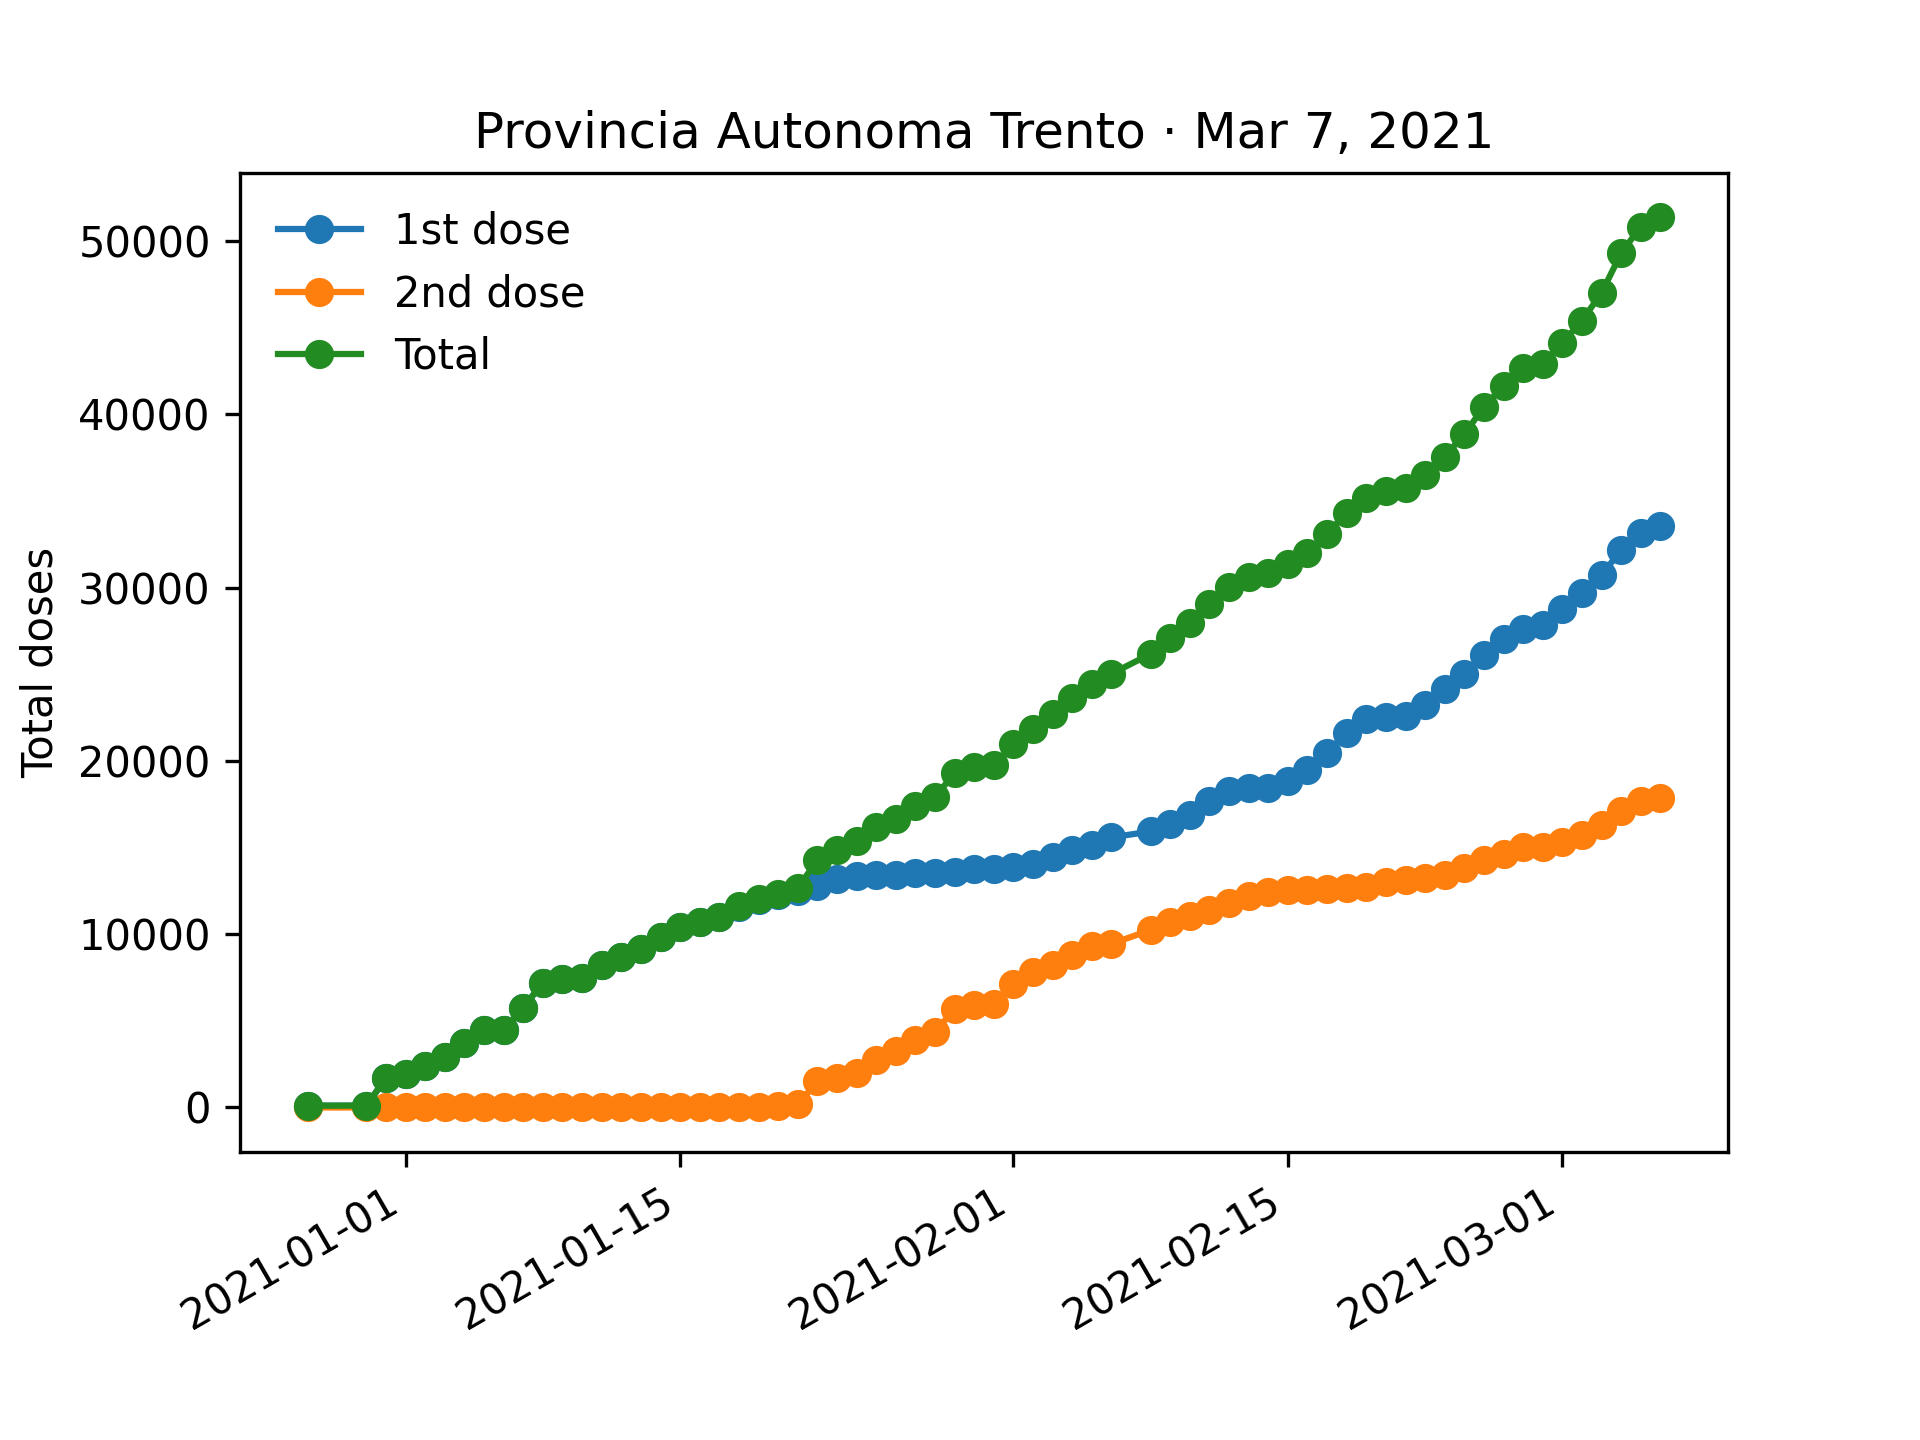 Provincia Autonoma Trento · Mar 7, 2021
1st dose
2nd dose
Total
Total doses
50000
40000
30000
20000
10000
0
2021-01-01
2021-01-15
2021-02-01
2021-02-15
2021-03-01